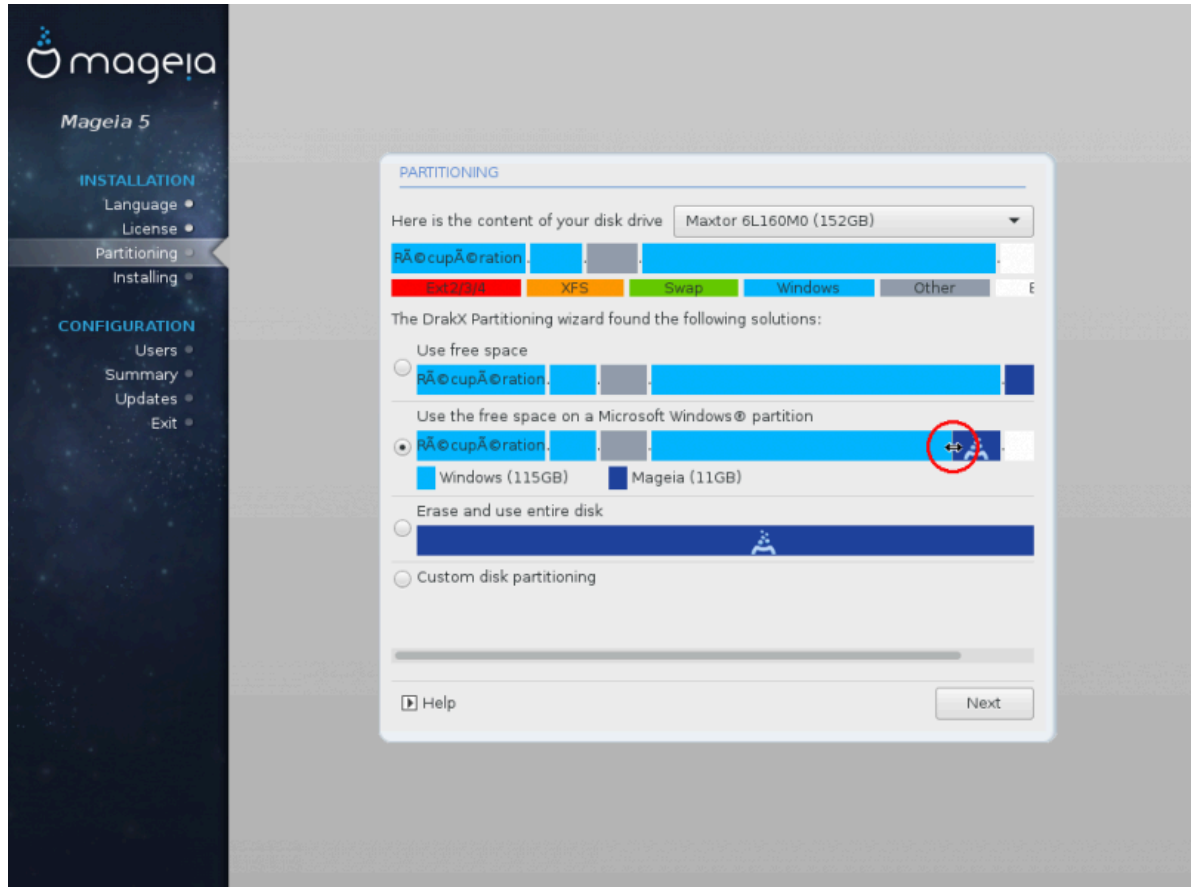 mageia
Mageia 5
INSTALLATION
Language
License
Partitioning
Installing
CONFIGURATION
Users
Summary
Updates
Exit
PARTITIONING
Here is the content of your disk drive Maxtor 6L160M0 (152GB)
RÃ©cupÃ©ration
Ext2/3/4 XFS Swap Windows Other
The DrakX Partitioning wizard found the following solutions:
Use free space
RÃ©cupÃ©ration
Use the free space on a Microsoft Windows® partition
RÃ©cupÃ©ration
Windows (115GB) Mageia (11GB)
Erase and use entire disk
Custom disk partitioning
Help Next